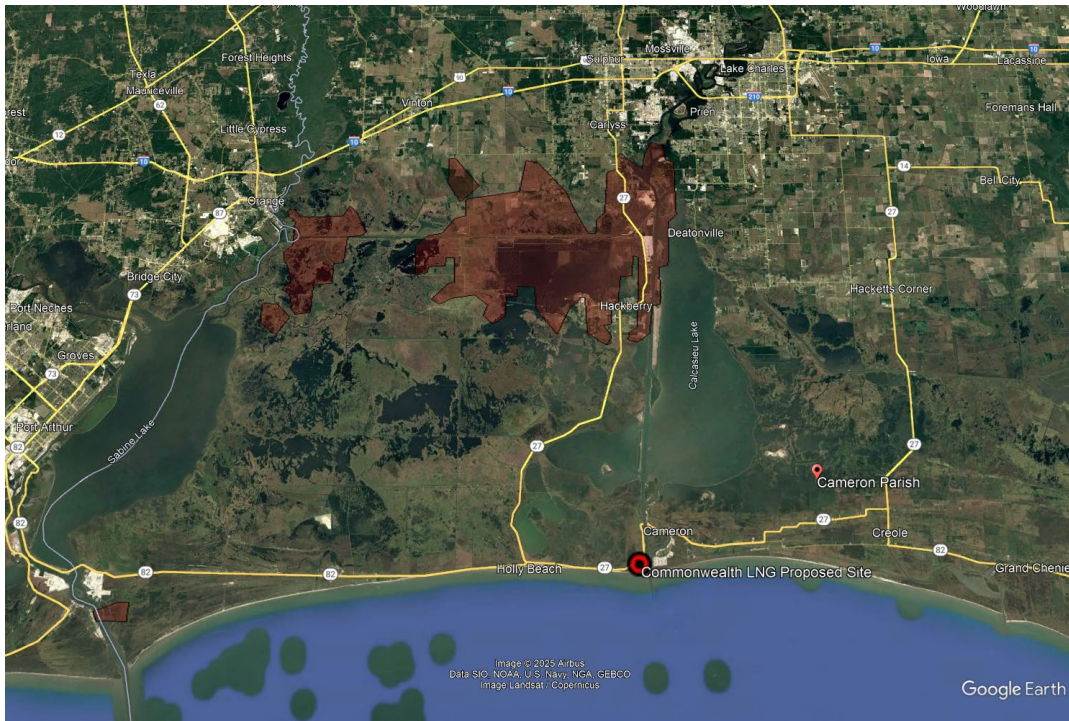 Woodlawn
Mossville
Forest Heights
10
10
Sulphur
Iowa
Lacassine
Texla
90
Lake Charles
Mauriceville
10
210
62
Vinton
Foremans Hall
Prien
Little Cypress
Carlyss
12
10
10
14
Bell City
Orange
27
87
27
Deatonville
Bridge City
Hacketts Corner
73
Hackberry
Port Neches
Calcasieu Lake
Groves
73
Port Arthur
Sabine Lake
82
27
27
Cameron Parish
82
27
Cameron
Creole
82
82
82
Holly Beach
27
Commonwealth LNG Proposed Site
Grand Chenie
Image © 2025 Airbus
Data SIO, NOAA, U.S. Navy, NGA, GEBCO
Image Landsat / Copernicus
Google Earth